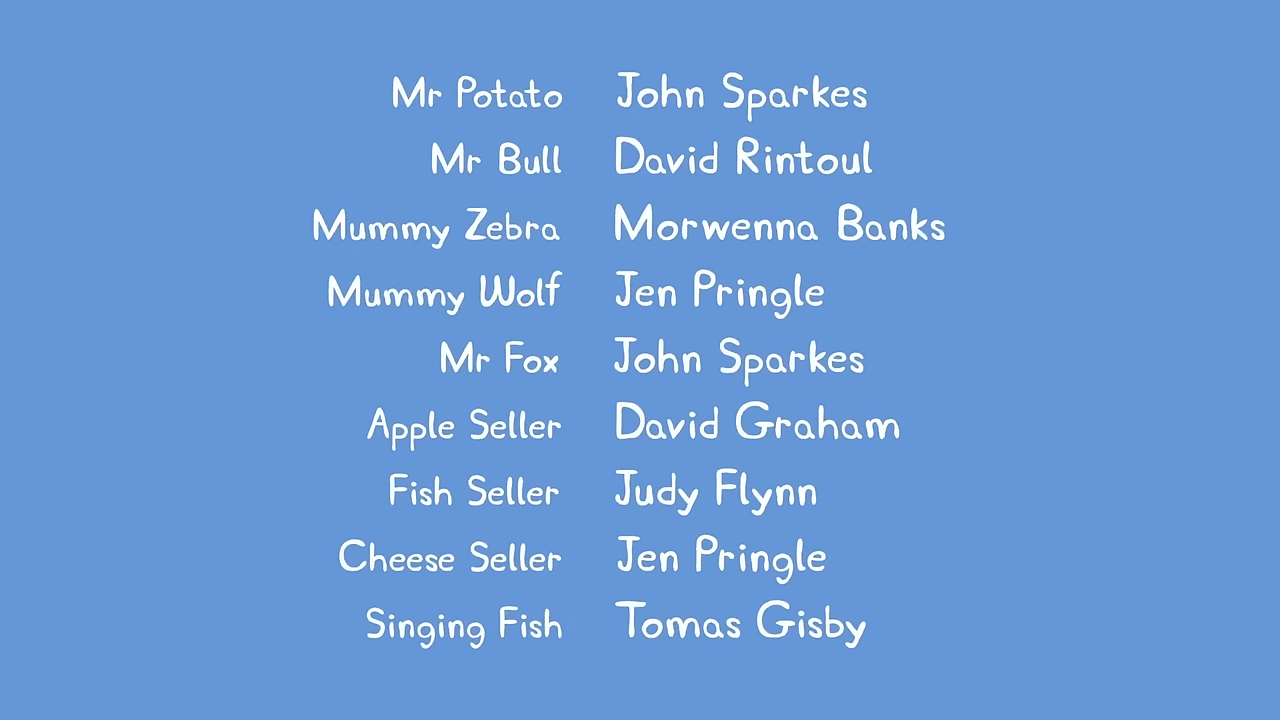 Mr Potato John Sparkes
Mr Bull David Rintoul
Mummy Zebra Morwenna Banks
Mummy Wolf Jen Pringle
Mr Fox John Sparkes
Apple Seller David Graham
Fish Seller Judy Flynn
Cheese Seller Jen Pringle
Singing Fish Tomas Gisby